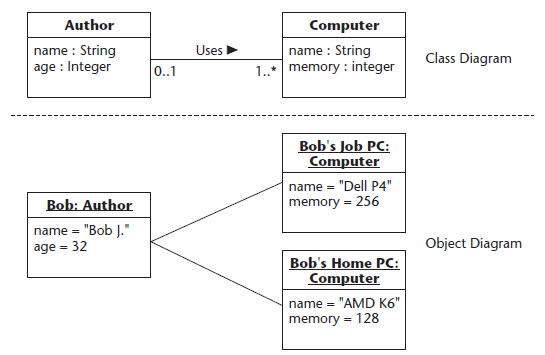 Author
name : String
age : Integer
Uses ▶
0..1
1..*
Computer
name : String
memory : integer
Class Diagram
Bob's Job PC:
Computer
name = "Dell P4"
memory = 256
Bob: Author
name = "Bob J."
age = 32
Object Diagram
Bob's Home PC:
Computer
name = "AMD K6"
memory = 128